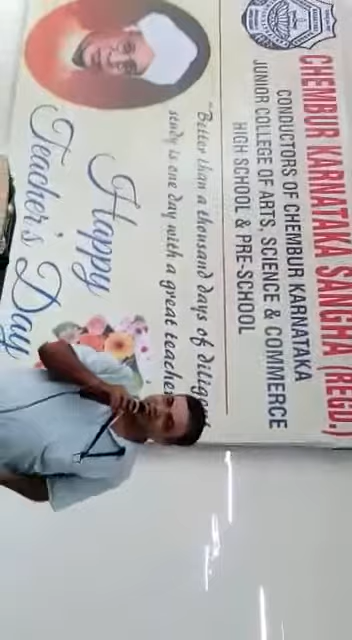 CHEMBUR KARNATAKA SANGHA (REGD.)
CONDUCTORS OF CHEMBUR KARNATAKA
JUNIOR COLLEGE OF ARTS, SCIENCE & COMMERCE
HIGH SCHOOL & PRE-SCHOOL
"Better than a thousand days of dilige
study is one day with a great teacher
Happy
Teacher's Day